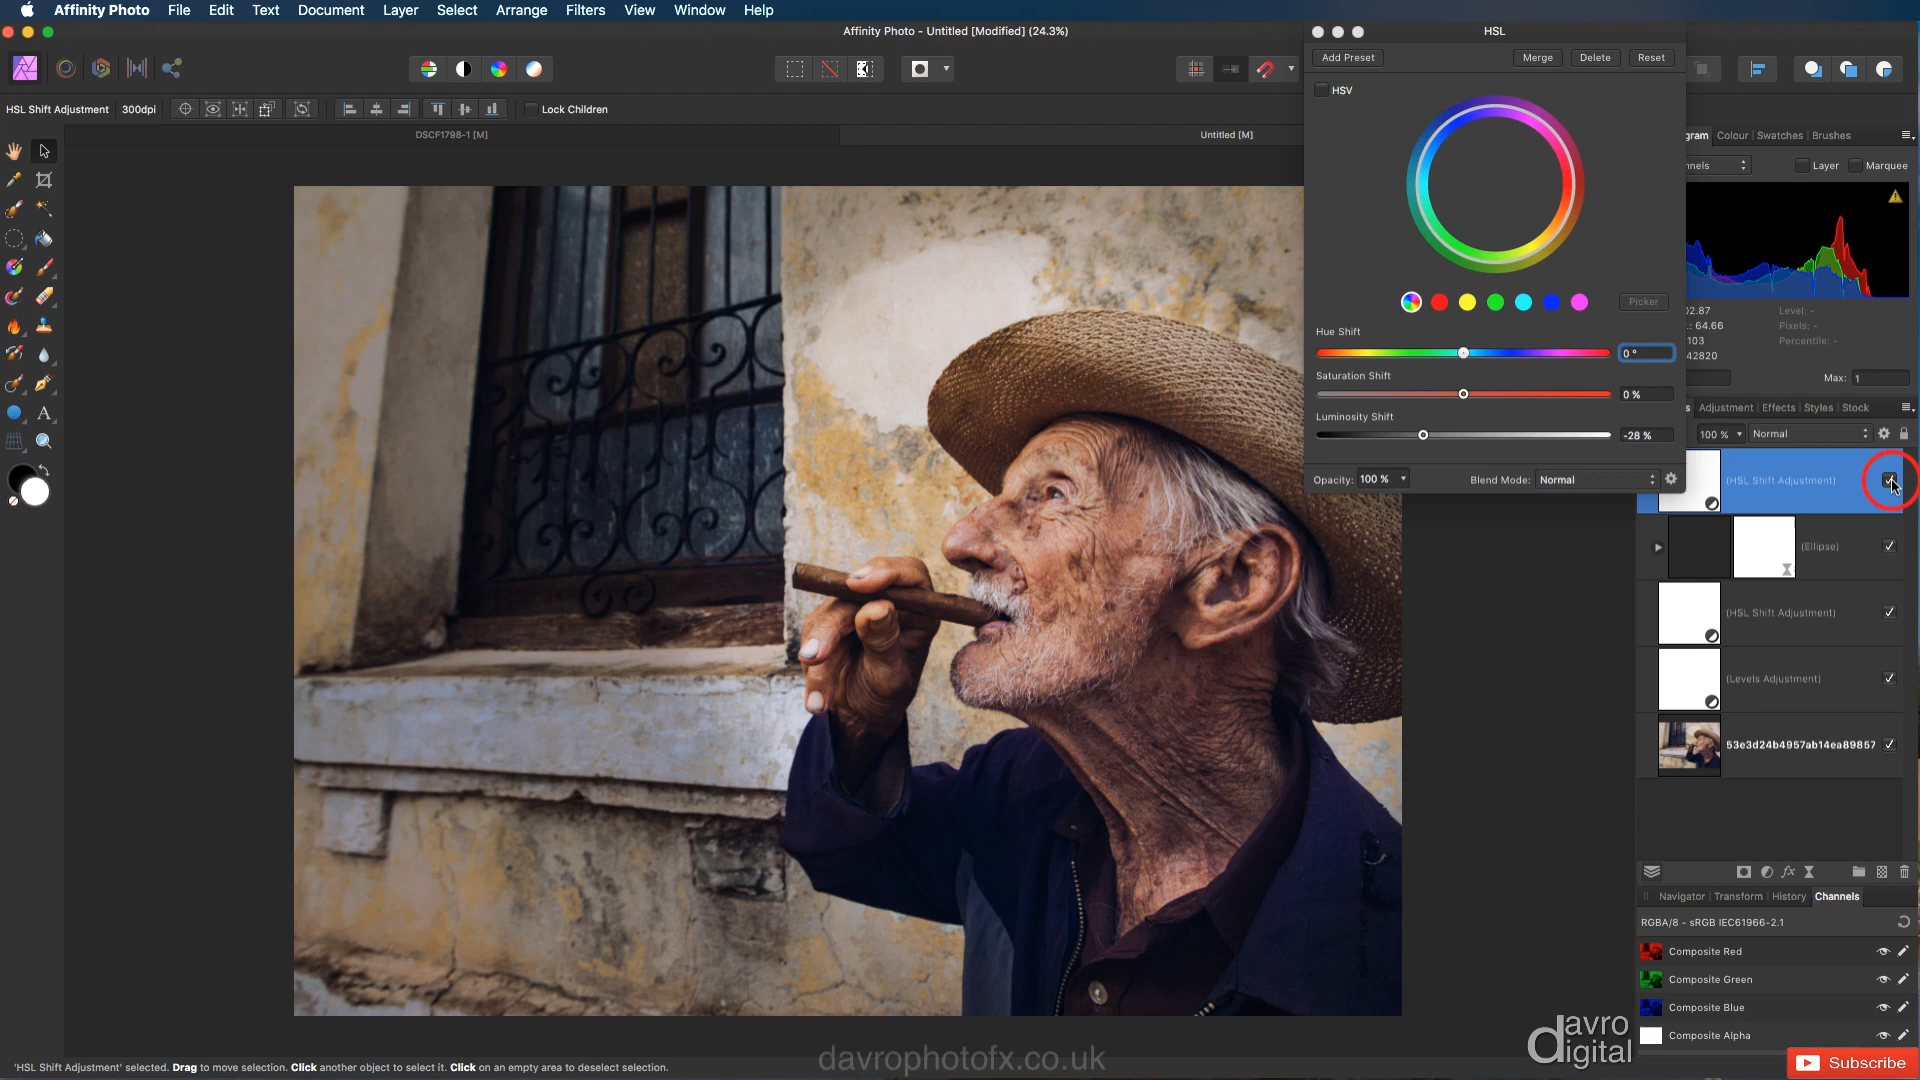 Affinity Photo File Edit Text Document Layer Select Arrange Filters View Window Help
Affinity Photo - Untitled [Modified] (24.3%)
HSL
Add Preset Merge Delete Reset
HSL Shift Adjustment 300dpi Lock Children
HSV
DSCF1798-1 [M] Untitled [M]
gram Colour Swatches Brushes
nnels Layer Marquee
Picker
02.87 Level: -
: 64.66 Pixels: -
103 Percentile: -
42820
Hue Shift
0 °
Saturation Shift
0 %
Luminosity Shift
-28 %
Max: 1
s Adjustment Effects Styles Stock
100 % Normal
Opacity: 100 % Blend Mode: Normal
(HSL Shift Adjustment)
(Ellipse)
(HSL Shift Adjustment)
(Levels Adjustment)
53e3d24b4957ab14ea89857
A
fx
Navigator Transform History Channels
RGBA/8 - sRGB IEC61966-2.1
Composite Red
Composite Green
Composite Blue
Composite Alpha
davro
digital
davrophotofx.co.uk
Subscribe
'HSL Shift Adjustment' selected. Drag to move selection. Click another object to select it. Click on an empty area to deselect selection.